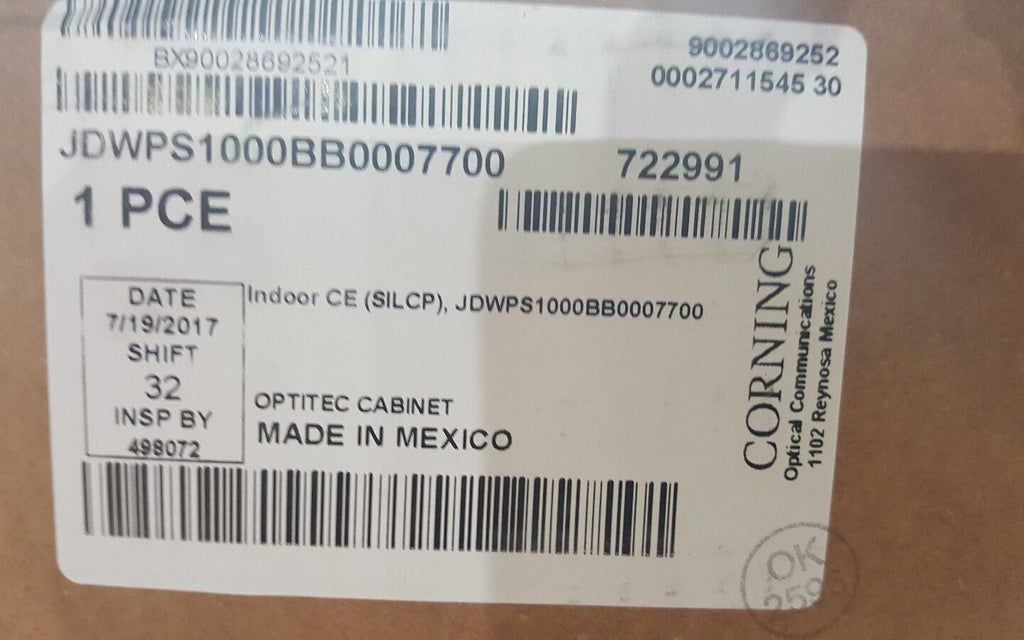 BX90028692521
9002869252
0002711545 30
JDWPS1000BB0007700
722991
1 PCE
DATE
7/19/2017
SHIFT
32
INSP BY
498072
Indoor CE (SILCP), JDWPS1000BB0007700
OPTITEC CABINET
MADE IN MEXICO
CORNING
Optical Communications
1102 Reynosa Mexico
OK